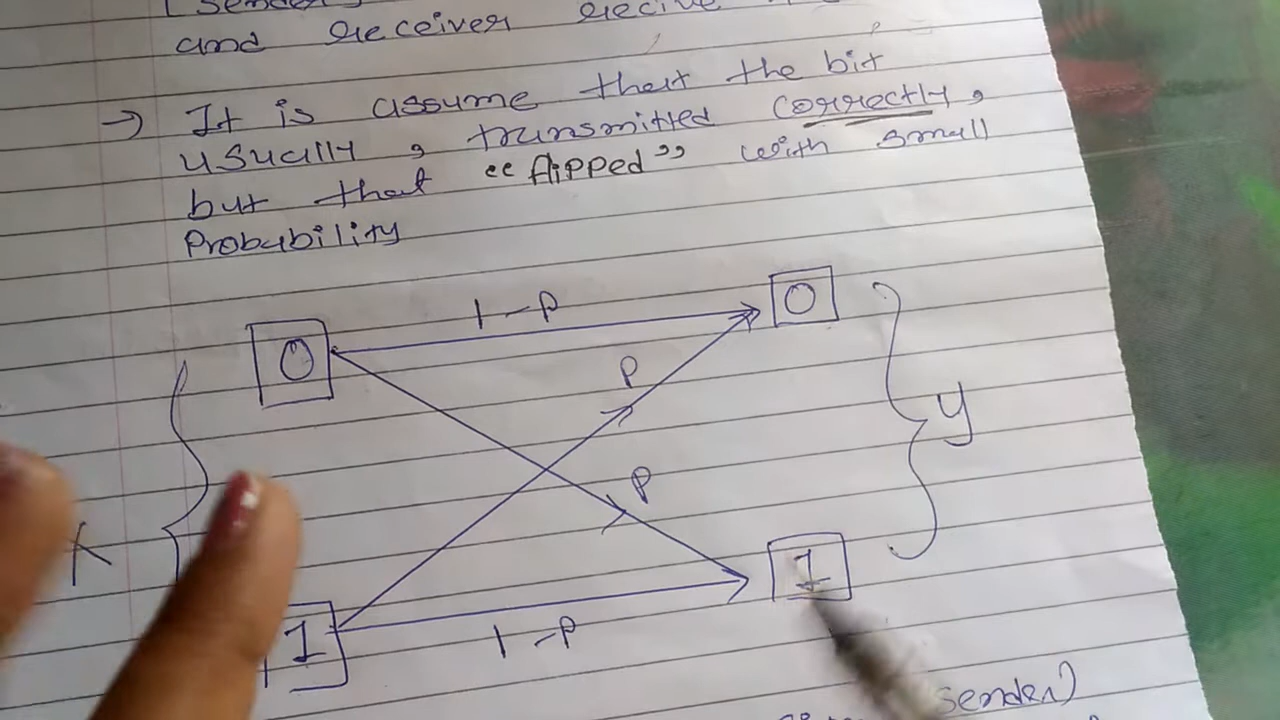 [sender]
and receiver recive
→ It is assume that the bit
usually, transmitted correctly,
but that “flipped” with small
Probability
1-P
0
0
P
P
y
X
1
1
1-P
sender)